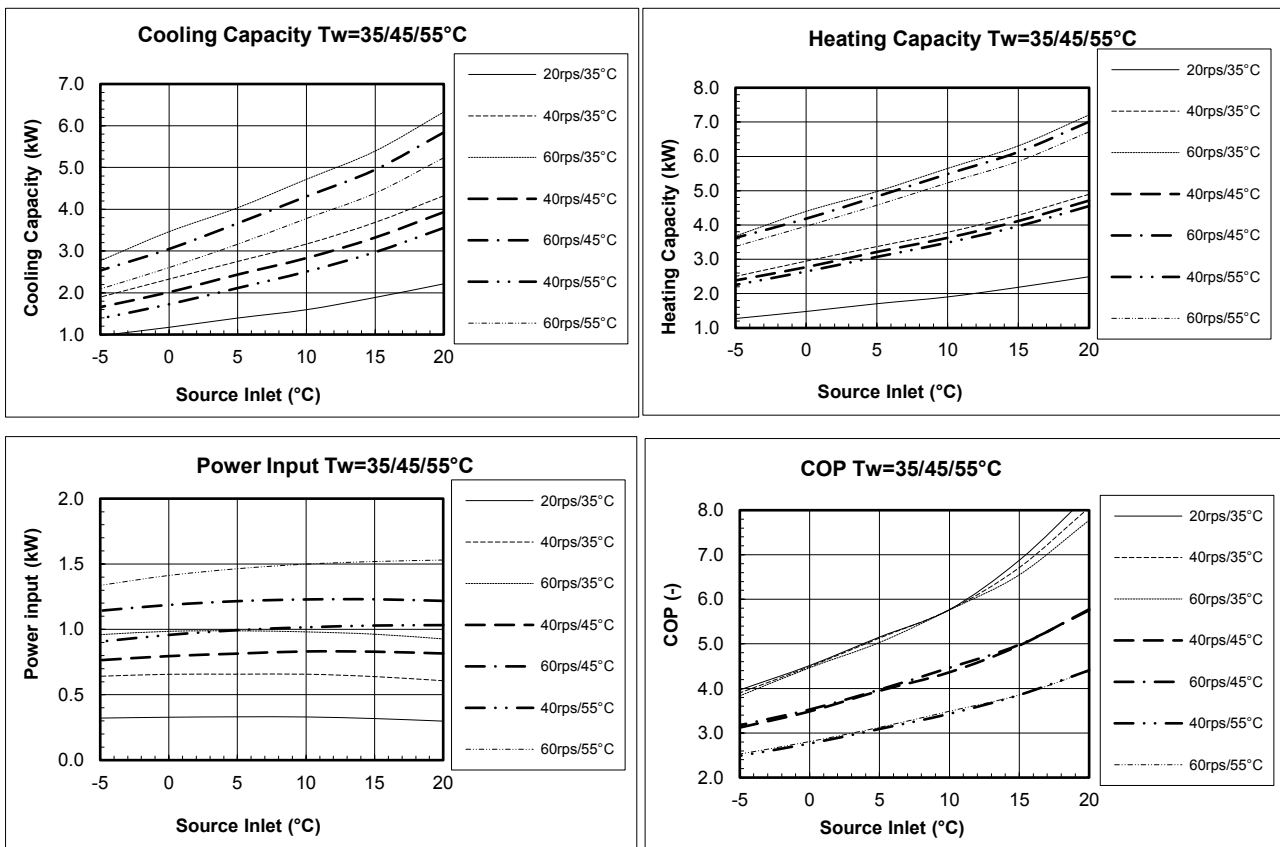 Cooling Capacity Tw=35/45/55°C
Cooling Capacity (kW)
7.0
6.0
5.0
4.0
3.0
2.0
1.0
-5 0 5 10 15 20
Source Inlet (°C)
20rps/35°C
40rps/35°C
60rps/35°C
40rps/45°C
60rps/45°C
40rps/55°C
60rps/55°C
Heating Capacity Tw=35/45/55°C
Heating Capacity (kW)
8.0
7.0
6.0
5.0
4.0
3.0
2.0
1.0
-5 0 5 10 15 20
Source Inlet (°C)
20rps/35°C
40rps/35°C
60rps/35°C
40rps/45°C
60rps/45°C
40rps/55°C
60rps/55°C
Power Input Tw=35/45/55°C
Power input (kW)
2.0
1.5
1.0
0.5
0.0
-5 0 5 10 15 20
Source Inlet (°C)
20rps/35°C
40rps/35°C
60rps/35°C
40rps/45°C
60rps/45°C
40rps/55°C
60rps/55°C
COP Tw=35/45/55°C
COP (-)
8.0
7.0
6.0
5.0
4.0
3.0
2.0
-5 0 5 10 15 20
Source Inlet (°C)
20rps/35°C
40rps/35°C
60rps/35°C
40rps/45°C
60rps/45°C
40rps/55°C
60rps/55°C